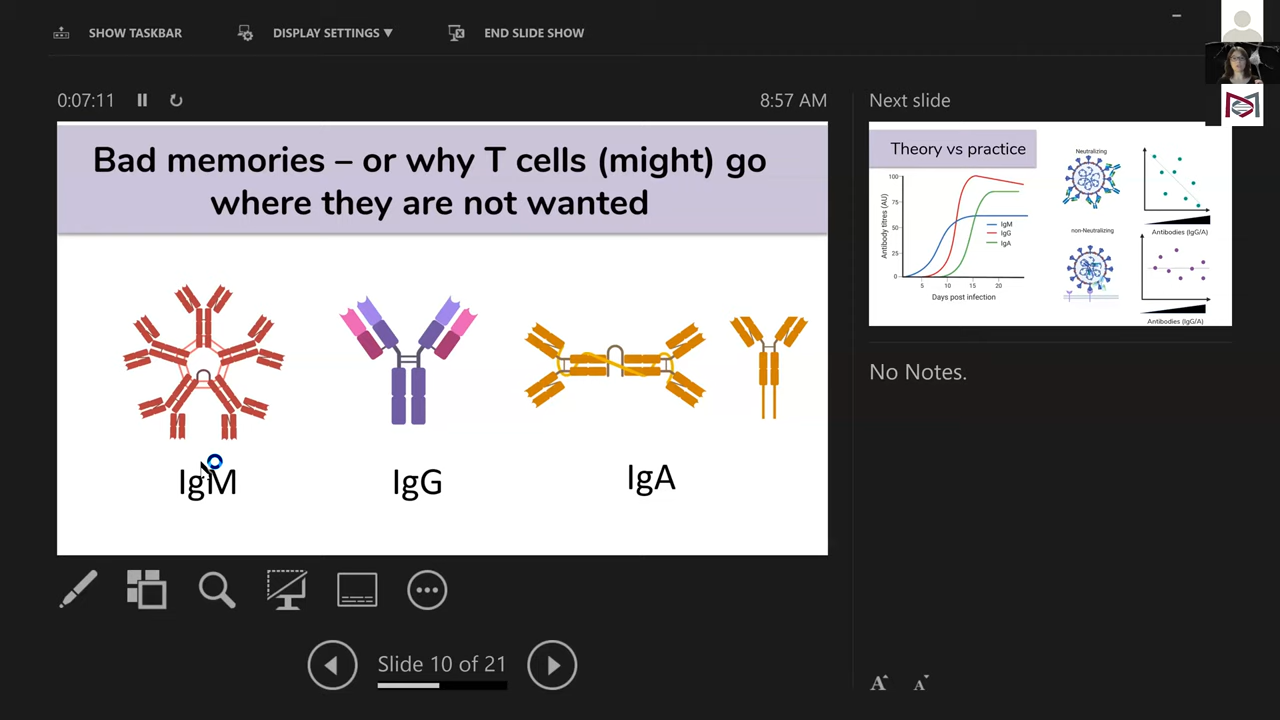 SHOW TASKBAR
DISPLAY SETTINGS ▼
END SLIDE SHOW
0:07:11
8:57 AM
Bad memories – or why T cells (might) go
where they are not wanted
IgM
IgG
IgA
Next slide
Theory vs practice
Antibody titres (AU)
100
75
50
25
0
5
10
15
20
Days post infection
IgM
IgG
IgA
Neutralizing
Antibodies (IgG/A)
non-Neutralizing
Antibodies (IgG/A)
No Notes.
Slide 10 of 21
A
A